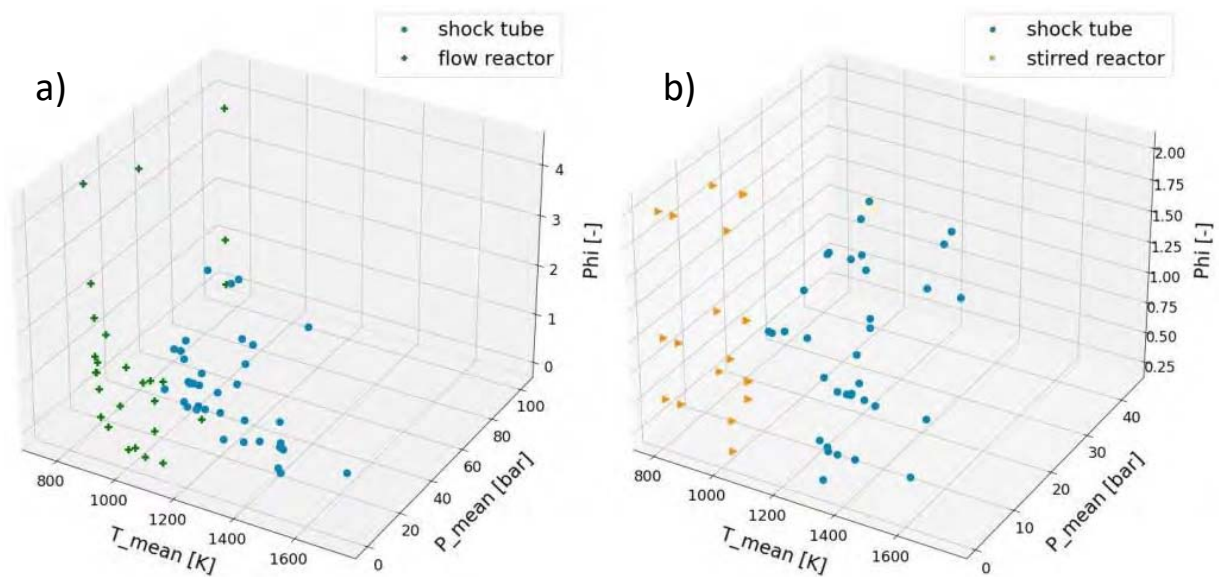 a)
shock tube
flow reactor
4
3
2
1
0
Phi [-]
100
80
60
40
20
0
P_mean [bar]
800
1000
1200
1400
1600
T_mean [K]
b)
shock tube
stirred reactor
2.00
1.75
1.50
1.25
1.00
0.75
0.50
0.25
Phi [-]
40
30
20
10
0
P_mean [bar]
800
1000
1200
1400
1600
T_mean [K]